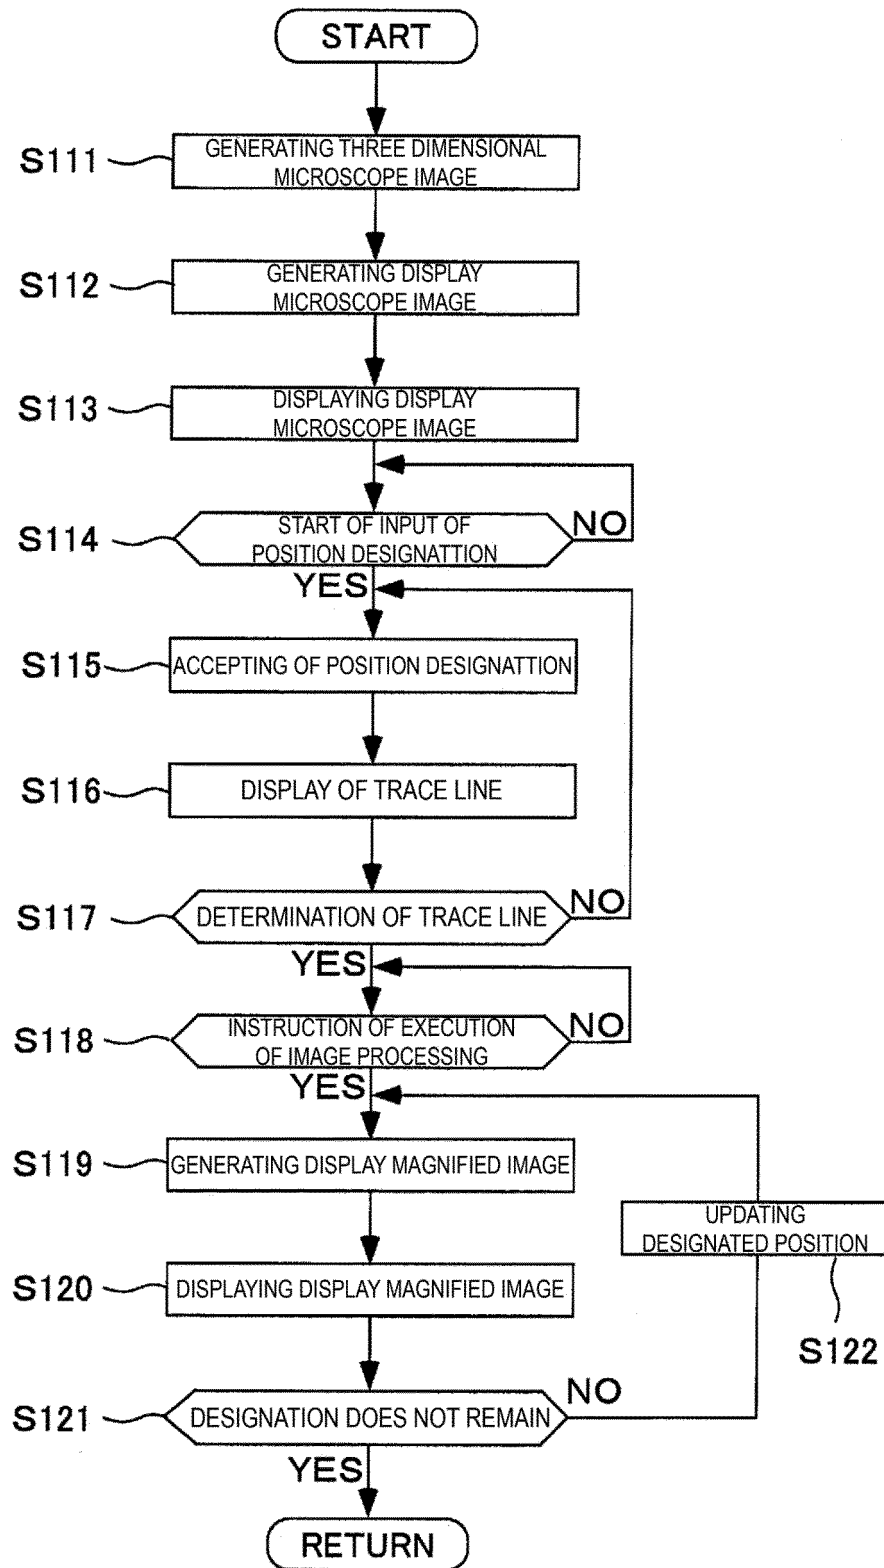 START
S111
GENERATING THREE DIMENSIONAL
MICROSCOPE IMAGE
S112
GENERATING DISPLAY
MICROSCOPE IMAGE
S113
DISPLAYING DISPLAY
MICROSCOPE IMAGE
S114
START OF INPUT OF
POSITION DESIGNATTION
NO
YES
S115
ACCEPTING OF POSITION DESIGNATTION
S116
DISPLAY OF TRACE LINE
S117
DETERMINATION OF TRACE LINE
NO
YES
S118
INSTRUCTION OF EXECUTION
OF IMAGE PROCESSING
NO
YES
S119
GENERATING DISPLAY MAGNIFIED IMAGE
UPDATING
DESIGNATED POSITION
S122
S120
DISPLAYING DISPLAY MAGNIFIED IMAGE
S121
DESIGNATION DOES NOT REMAIN
NO
YES
RETURN